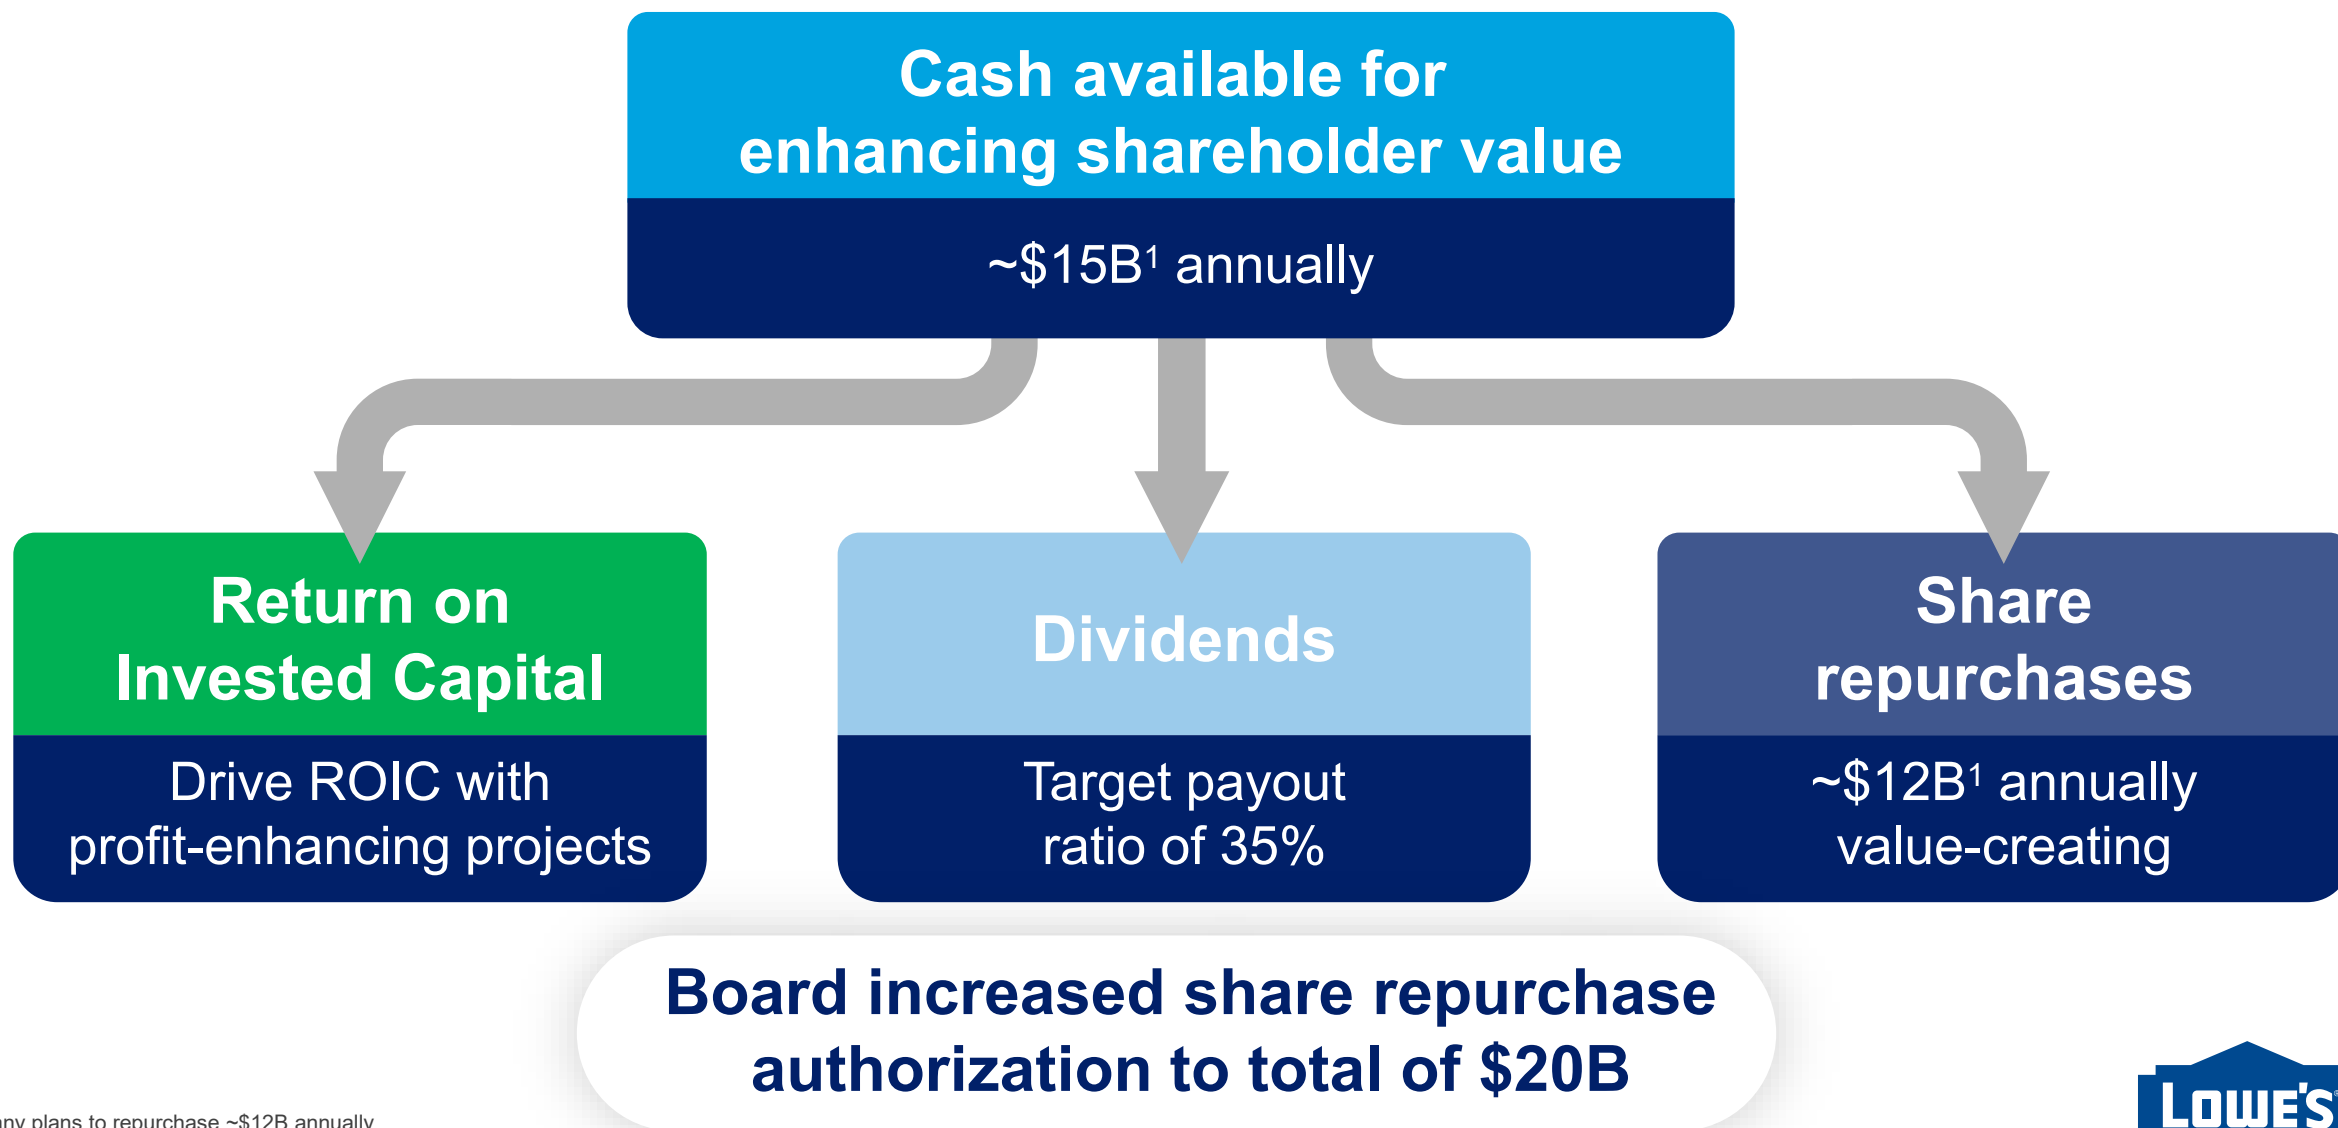 Cash available for
enhancing shareholder value
~$15B¹ annually
Return on
Invested Capital
Drive ROIC with
profit-enhancing projects
Dividends
Target payout
ratio of 35%
Share
repurchases
~$12B¹ annually
value-creating
Board increased share repurchase
authorization to total of $20B
plans to repurchase ~$12B annually
LOWE'S